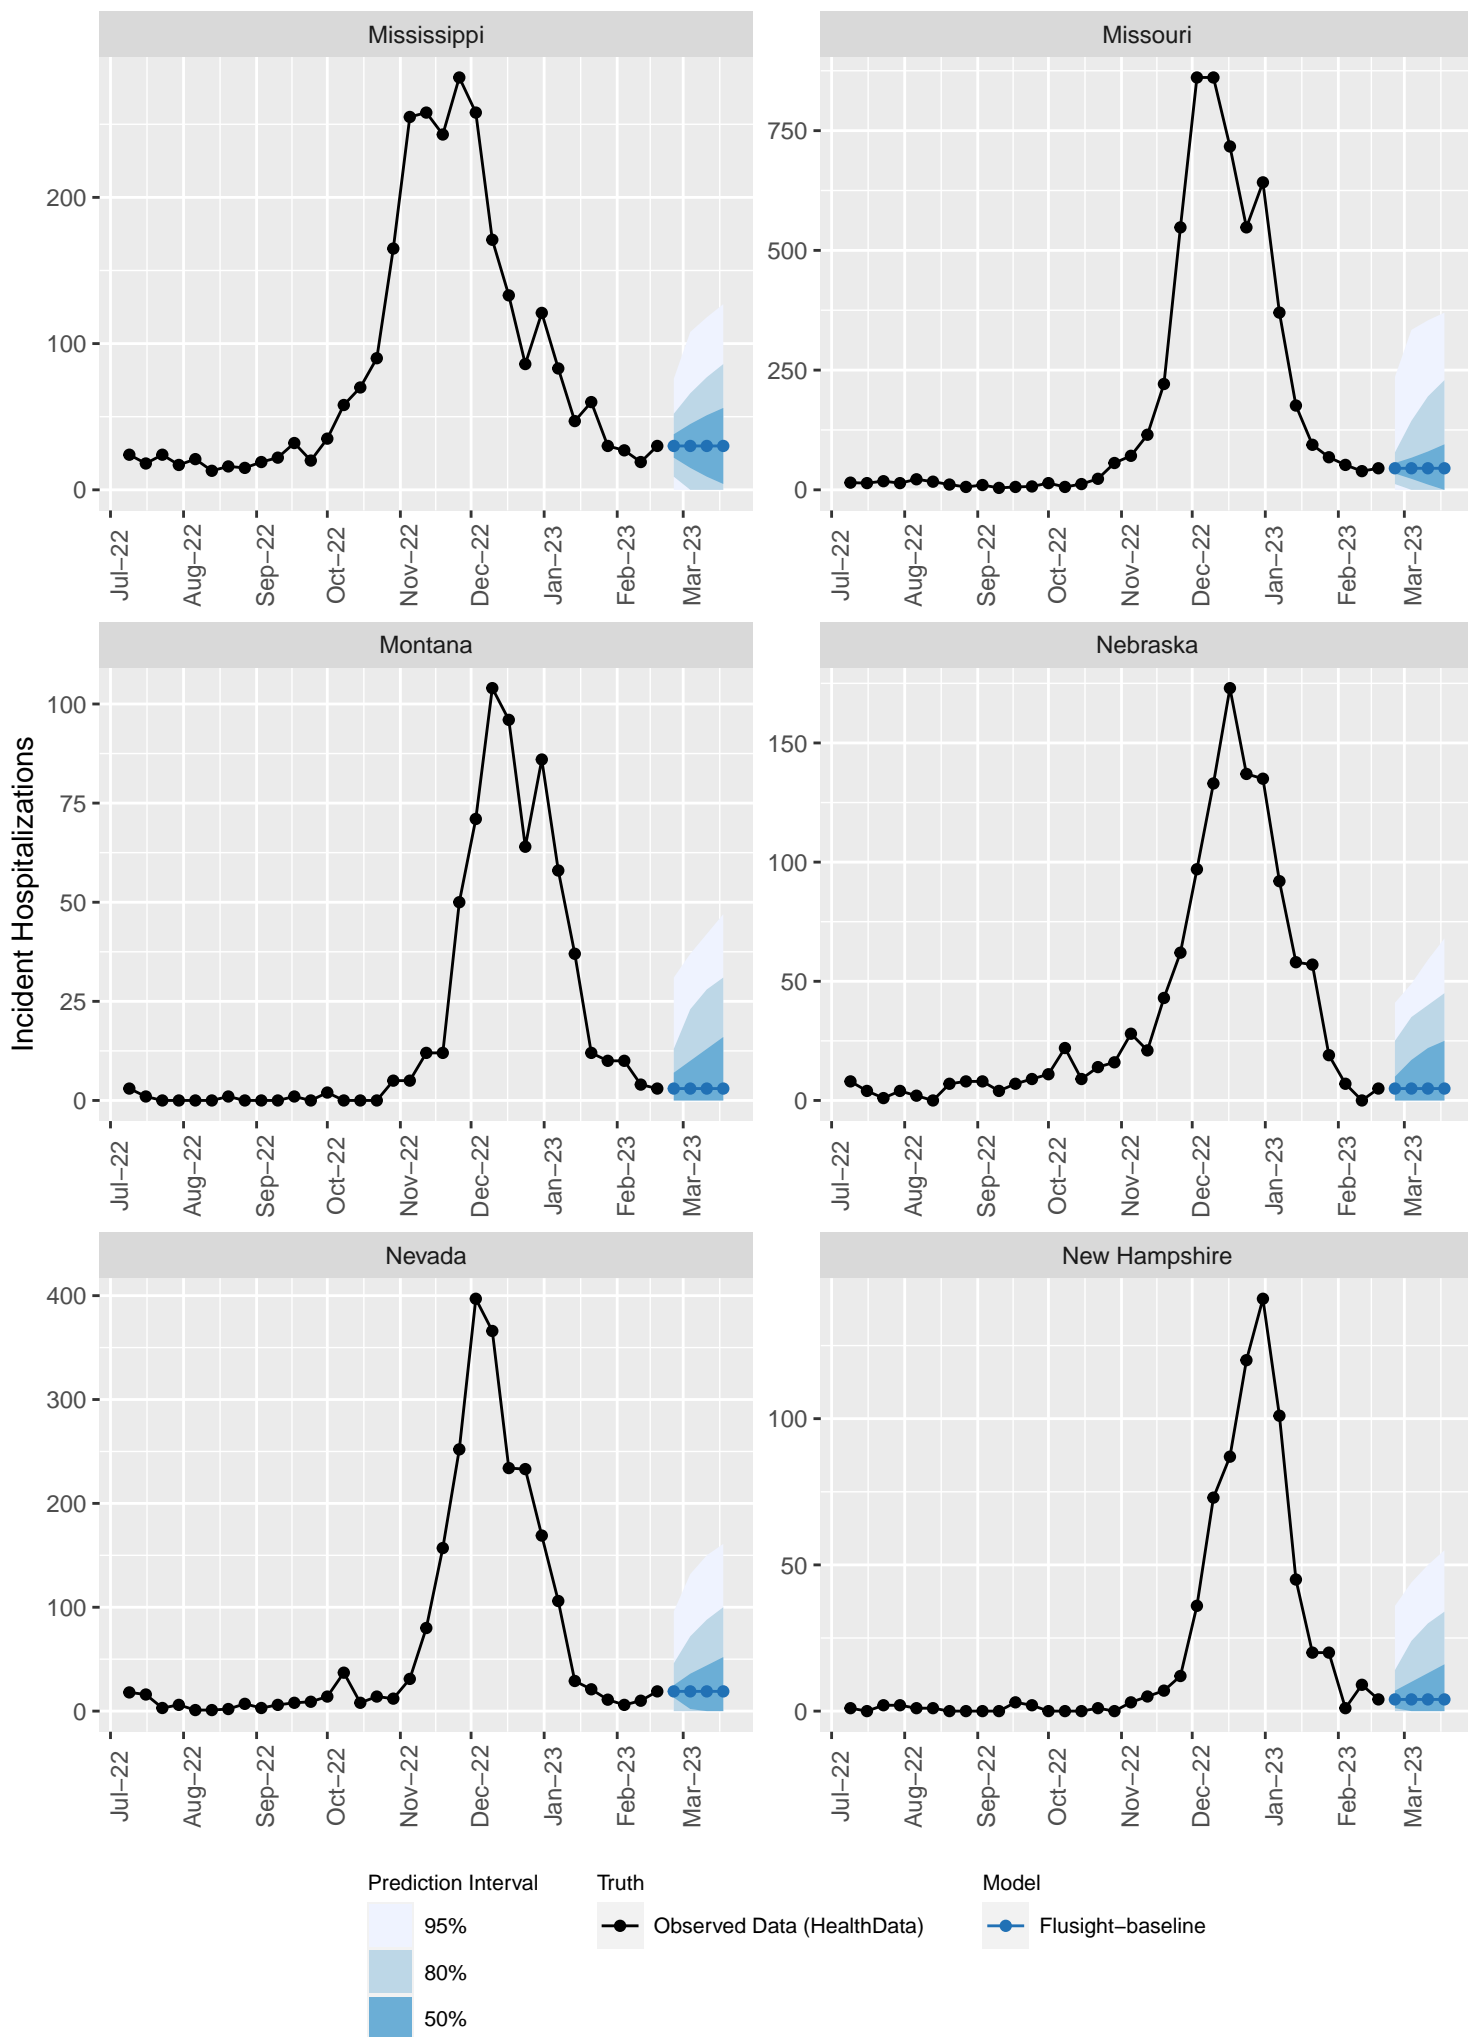 Mississippi
Missouri
200
100
0
750
500
250
0
Jul−22 Aug−22 Sep−22 Oct−22 Nov−22 Dec−22 Jan−23 Feb−23 Mar−23
Jul−22 Aug−22 Sep−22 Oct−22 Nov−22 Dec−22 Jan−23 Feb−23 Mar−23
Incident Hospitalizations
Montana
Nebraska
100
75
50
25
0
150
100
50
0
Jul−22 Aug−22 Sep−22 Oct−22 Nov−22 Dec−22 Jan−23 Feb−23 Mar−23
Jul−22 Aug−22 Sep−22 Oct−22 Nov−22 Dec−22 Jan−23 Feb−23 Mar−23
Nevada
New Hampshire
400
300
200
100
0
100
50
0
Jul−22 Aug−22 Sep−22 Oct−22 Nov−22 Dec−22 Jan−23 Feb−23 Mar−23
Jul−22 Aug−22 Sep−22 Oct−22 Nov−22 Dec−22 Jan−23 Feb−23 Mar−23
Prediction Interval
95%
80%
50%
Truth
Observed Data (HealthData)
Model
Flusight−baseline